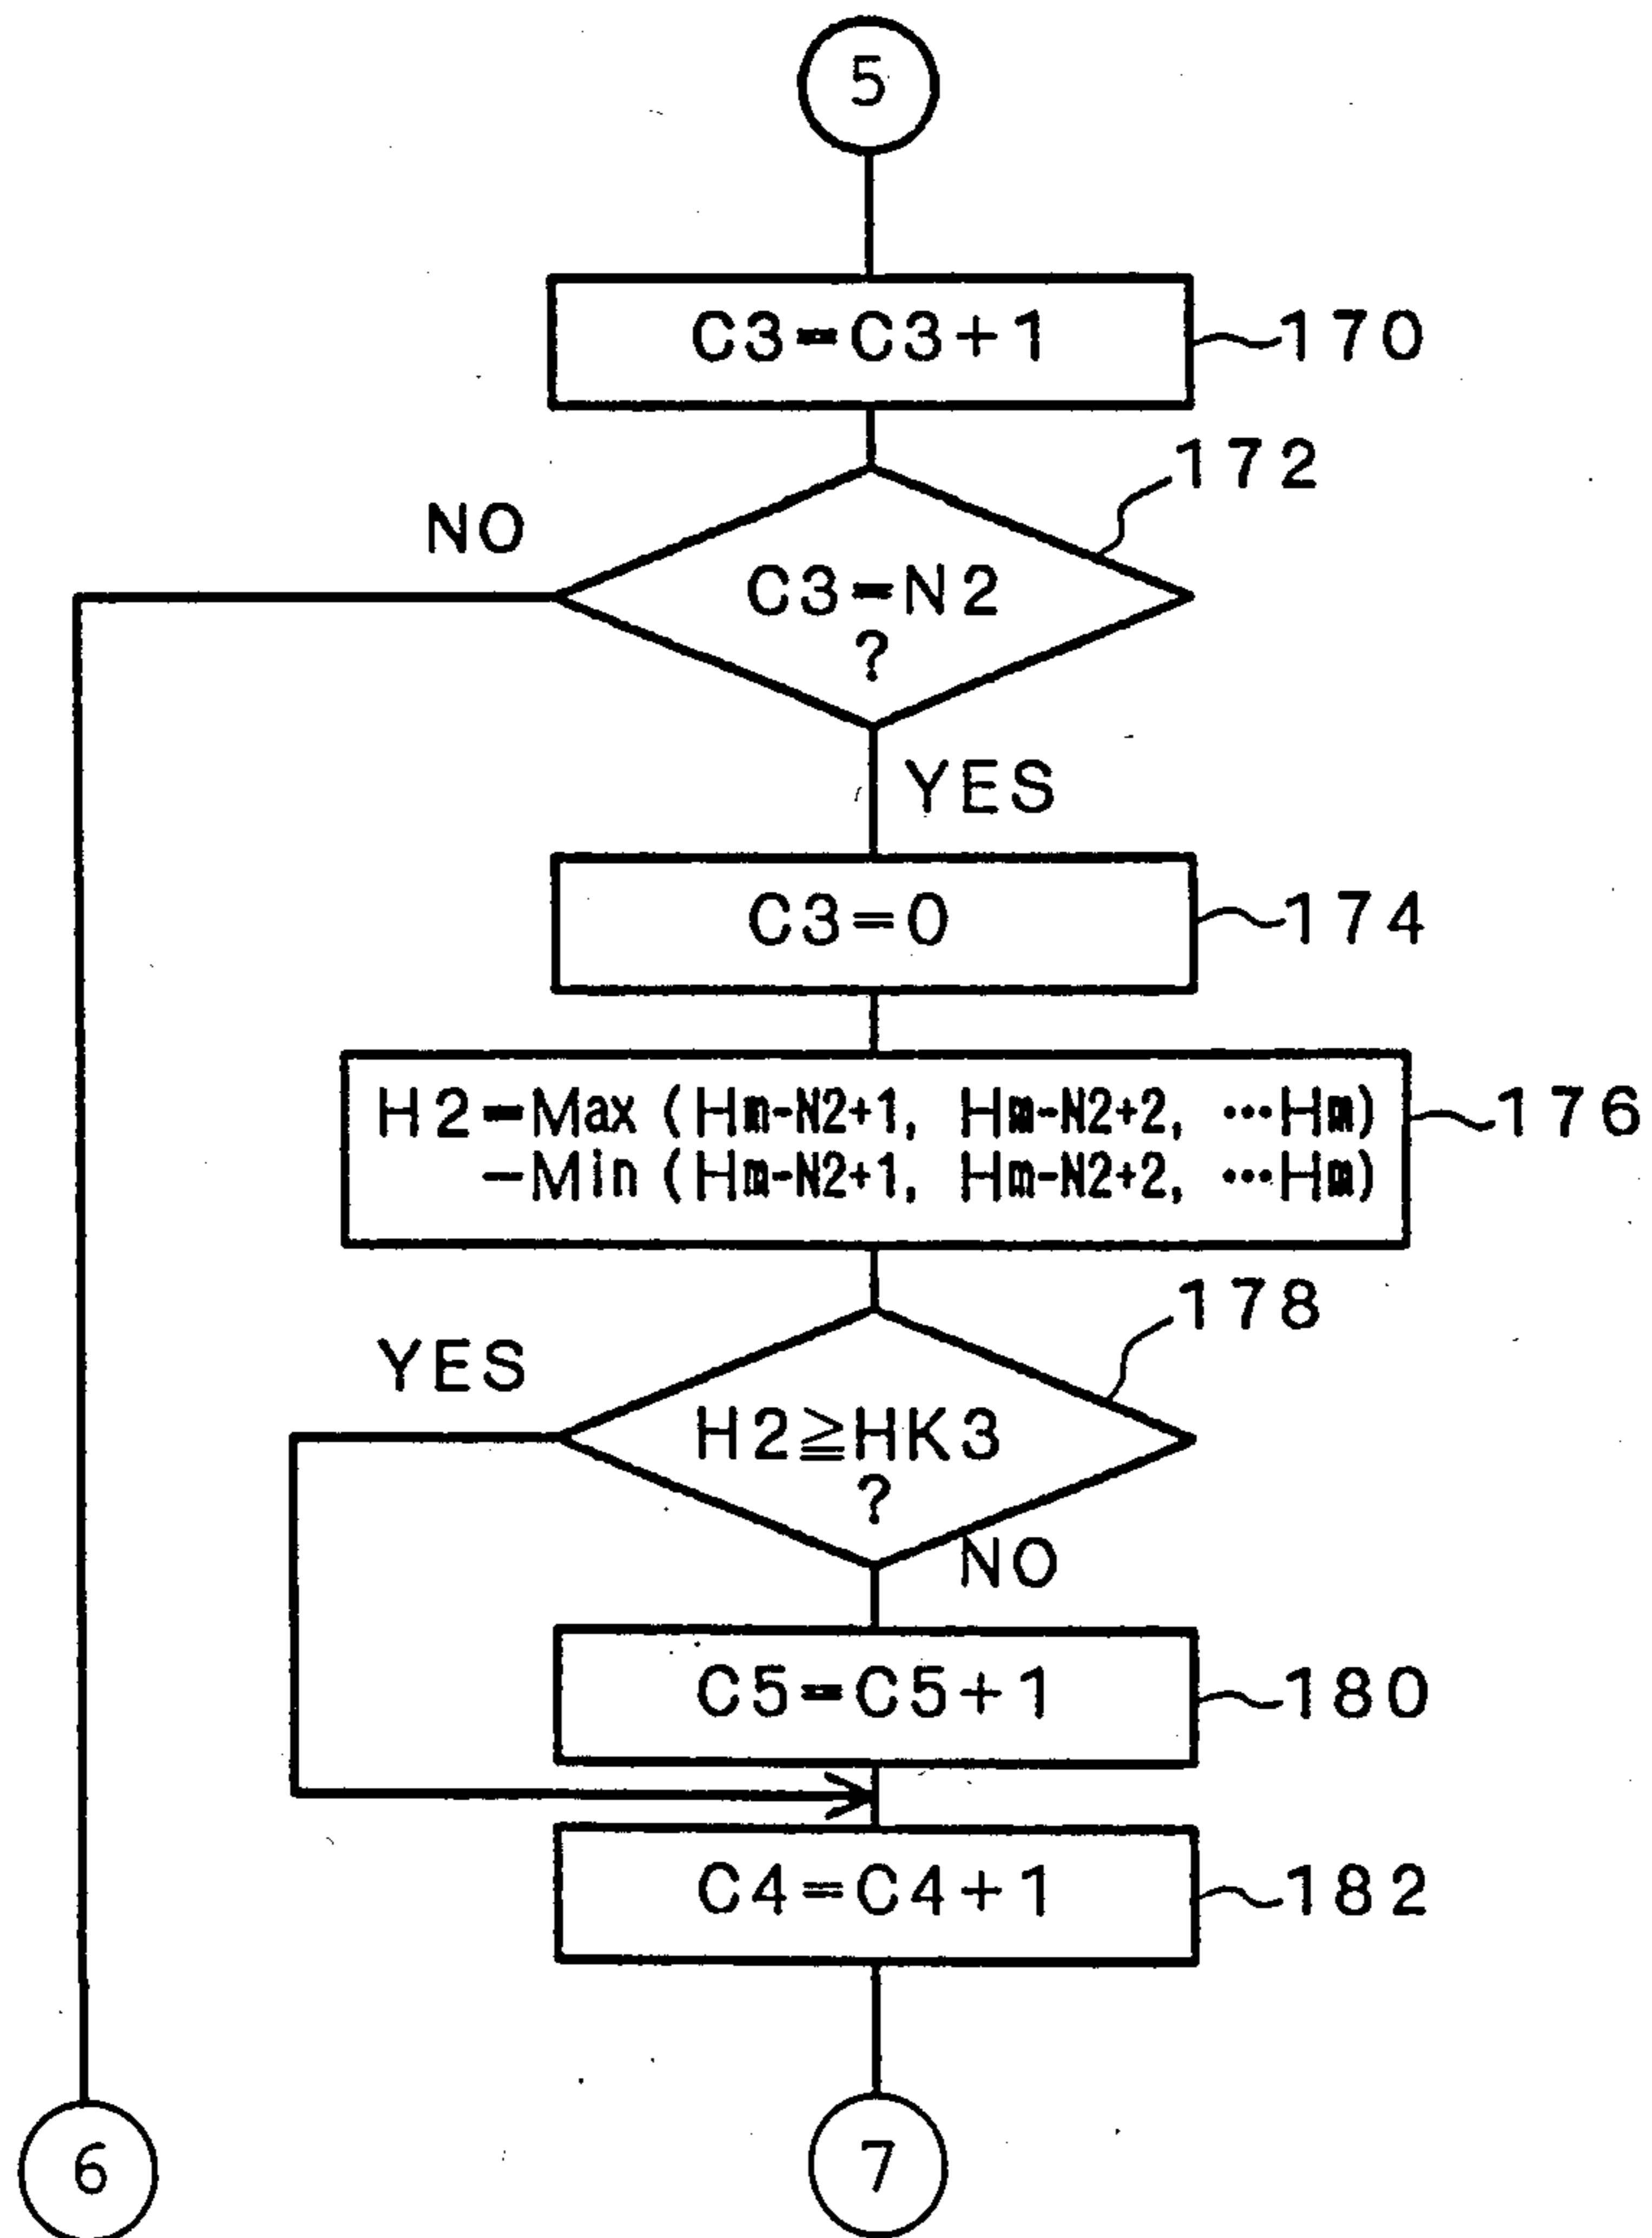 5
C3=C3+1
170
172
NO
C3=N2
?
YES
C3=0
174
H2=Max (Hm-N2+1, Hm-N2+2, …Hm)
-Min (Hm-N2+1, Hm-N2+2, …Hm)
176
178
YES
H2≧HK3
?
NO
C5=C5+1
180
C4=C4+1
182
6
7